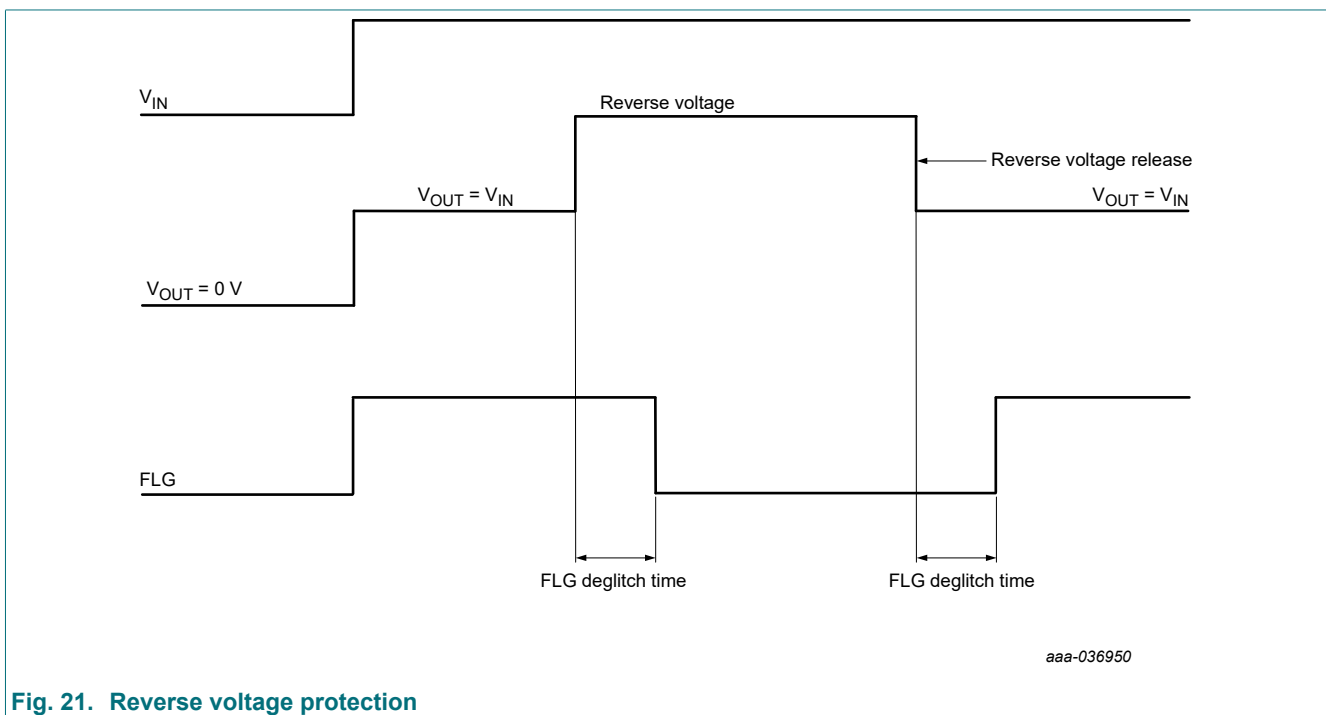 V_IN
Reverse voltage
Reverse voltage release
V_OUT = V_IN
V_OUT = V_IN
V_OUT = 0 V
FLG
FLG deglitch time
FLG deglitch time
aaa-036950
Fig. 21. Reverse voltage protection